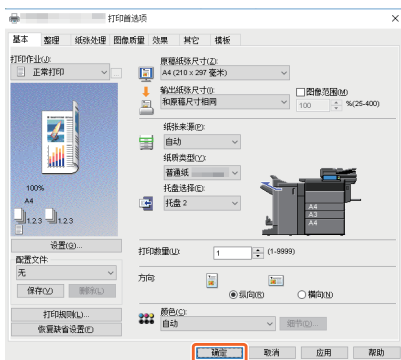 打印首选项
基本 整理 纸张处理 图像质量 效果 其它 模板
打印作业(J):
正常打印
100%
A4
1 2 3 1 2 3
设置(g)...
配置文件:
无
保存(V) 删除(L)
打印规则(L)...
恢复缺省设置(F)
原稿纸张尺寸(Z):
A4 (210 x 297 毫米)
输出纸张尺寸(I):
和原稿尺寸相同
图像范围(M)
100 %(25-400)
纸张来源(P):
自动
纸质类型(Y):
普通纸
托盘选择(E):
托盘 2
A4
A3
A4
打印数量(U): 1 (1-9999)
方向
纵向(R) 横向(N)
颜色(C):
自动 细节(D)...
确定 取消 应用 帮助